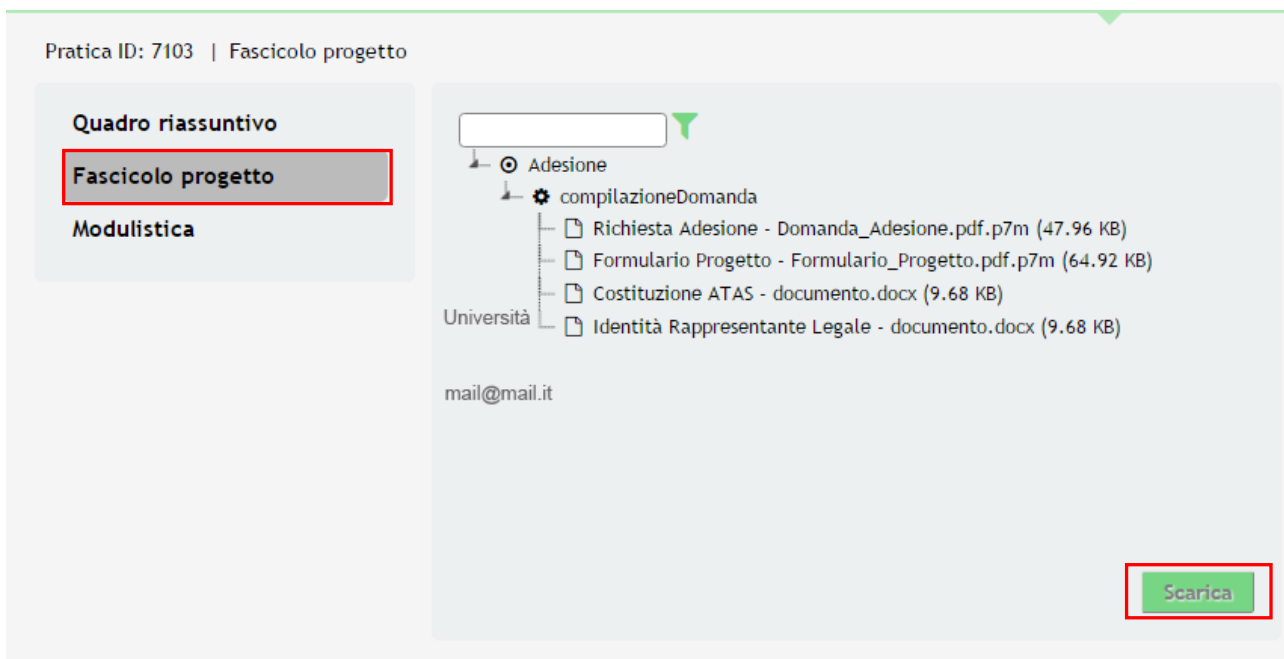 Pratica ID: 7103 | Fascicolo progetto
Quadro riassuntivo
Fascicolo progetto
Modulistica
Adesione
compilazioneDomanda
Richiesta Adesione - Domanda_Adesione.pdf.p7m (47.96 KB)
Formulario Progetto - Formulario_Progetto.pdf.p7m (64.92 KB)
Costituzione ATAS - documento.docx (9.68 KB)
Università
Identità Rappresentante Legale - documento.docx (9.68 KB)
mail@mail.it
Scarica